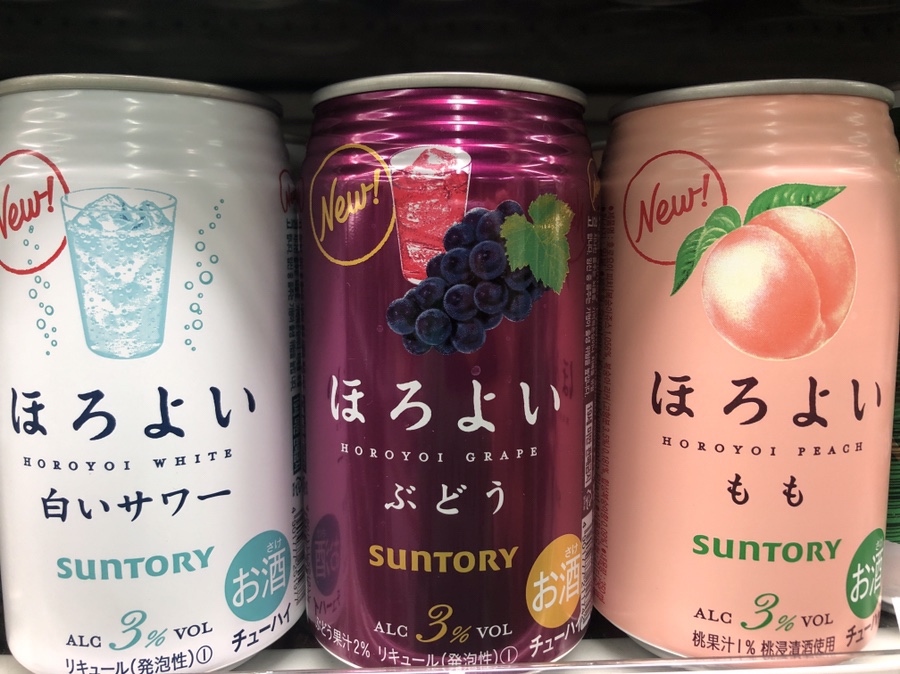 New!
ほろよい
HOROYOI WHITE
白いサワー
SUNTORY
さけ
お酒
ALC 3% VOL
チューハイ
リキュール(発泡性)①
New!
ほろよい
HOROYOI GRAPE
ぶどう
SUNTORY
さけ
お酒
ALC 3% VOL
チューハイ
ぶどう果汁2% リキュール(発泡性)①
New!
ほろよい
HOROYOI PEACH
もも
SUNTORY
さけ
お酒
ALC 3% VOL
桃果汁1% 桃浸漬酒使用